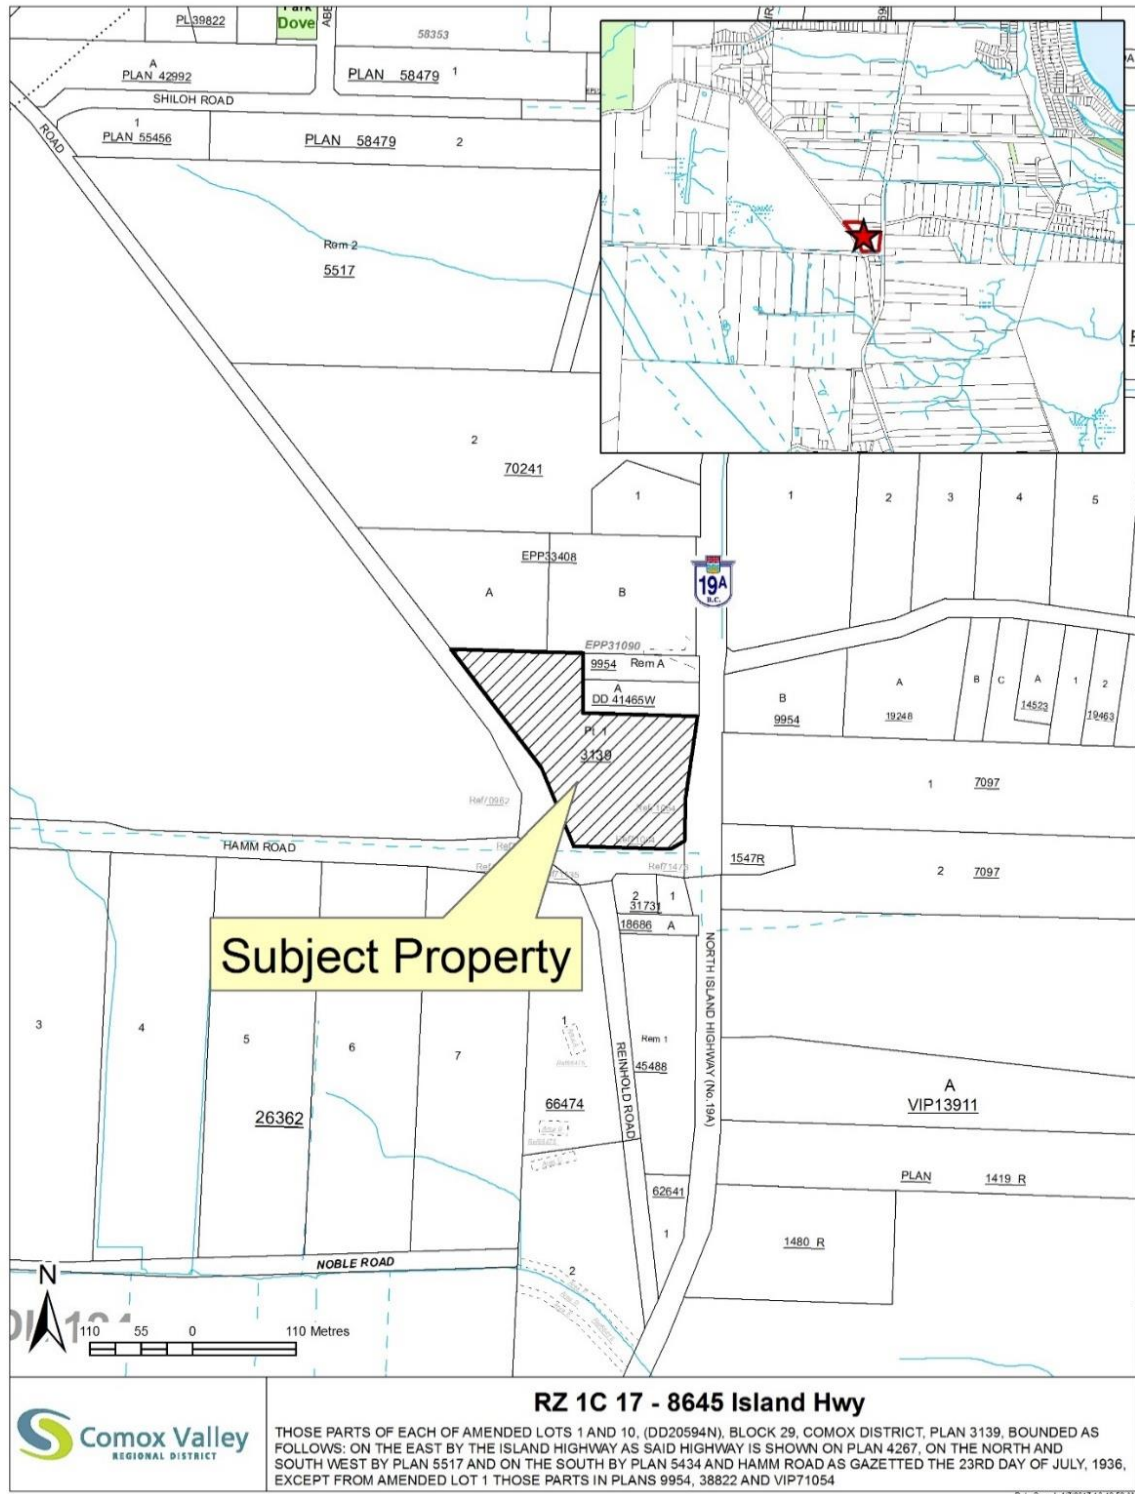 PL 39822
Park
Dove
58353
A
PLAN 42992
PLAN 58479 1
SHILOH ROAD
1
PLAN 55456
PLAN 58479 2
ROAD
Rem 2
5517
2
70241
1
1
2
3
4
5
EPP33408
A
B
19A
B.C.
EPP31090
9954 Rem A
A
DD 41465W
B
9954
A
19248
B
C
A
14523
1
2
19463
Pt 1
3139
1 7097
HAMM ROAD
Ref71473
1547R
2 7097
2
1
31731
18686 A
Subject Property
NORTH ISLAND HIGHWAY (No.19A)
3
4
5
6
7
26362
1
66474
REINHOLD ROAD
Rem 1
45488
A
VIP13911
PLAN 1419 R
62641
1
1480 R
NOBLE ROAD
2
N
110 55 0 110 Metres
RZ 1C 17 - 8645 Island Hwy
Comox Valley
REGIONAL DISTRICT
THOSE PARTS OF EACH OF AMENDED LOTS 1 AND 10, (DD20594N), BLOCK 29, COMOX DISTRICT, PLAN 3139, BOUNDED AS
FOLLOWS: ON THE EAST BY THE ISLAND HIGHWAY AS SAID HIGHWAY IS SHOWN ON PLAN 4267, ON THE NORTH AND
SOUTH WEST BY PLAN 5517 AND ON THE SOUTH BY PLAN 5434 AND HAMM ROAD AS GAZETTED THE 23RD DAY OF JULY, 1936,
EXCEPT FROM AMENDED LOT 1 THOSE PARTS IN PLANS 9954, 38822 AND VIP71054